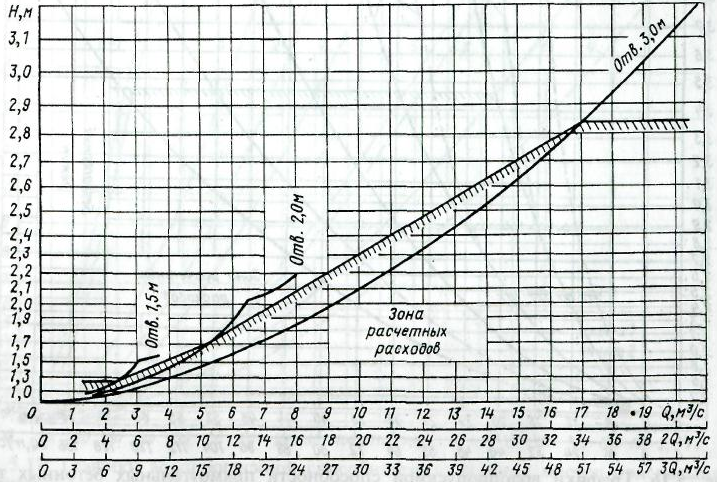 H,м
3,1
3,0
2,9
2,8
2,7
2,6
2,5
2,4
2,3
2,2
2,0
1,9
1,7
1,5
1,3
1,0
Отв. 1,5м
Отв. 2,0м
Отв. 3,0м
Зона
расчетных
расходов
0 1 2 3 4 5 6 7 8 9 10 11 12 13 14 15 16 17 18 19 Q,м³/с
0 2 4 6 8 10 12 14 16 18 20 22 24 26 28 30 32 34 36 38 2Q,м³/с
0 3 6 9 12 15 18 21 24 27 30 33 36 39 42 45 48 51 54 57 3Q,м³/с